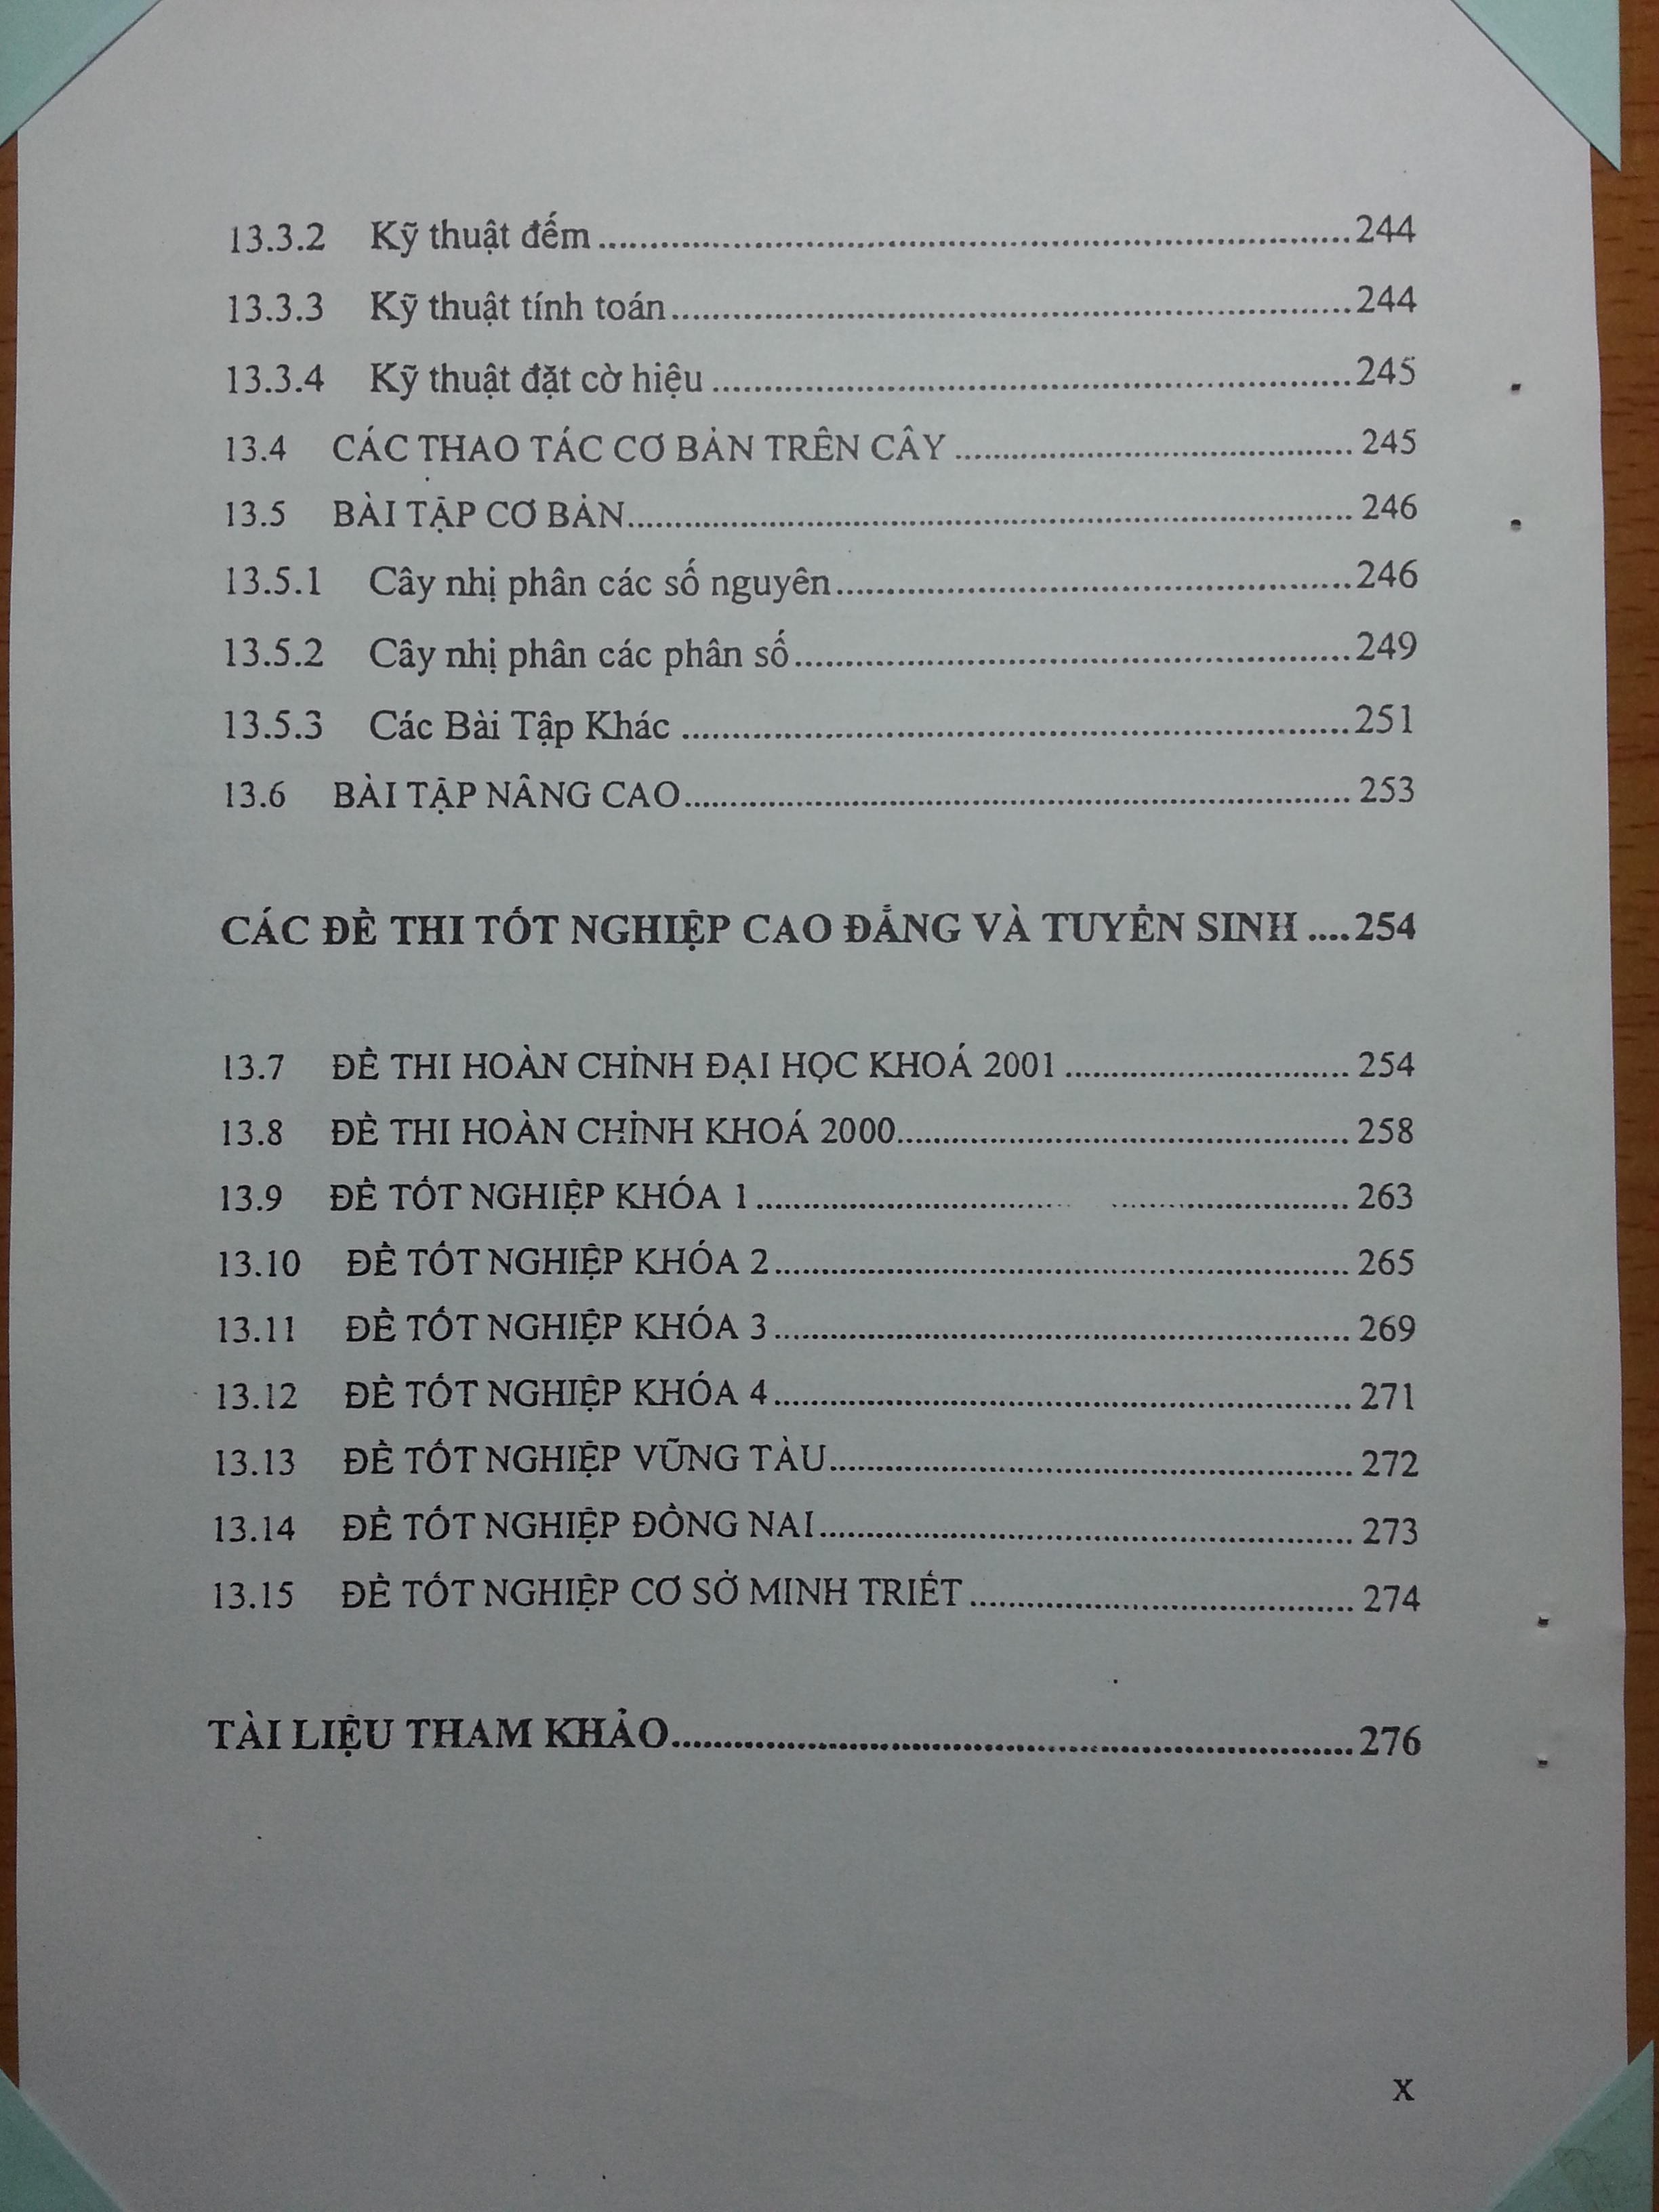 13.3.2 Kỹ thuật đếm....................244
13.3.3 Kỹ thuật tính toán....................244
13.3.4 Kỹ thuật đặt cờ hiệu ....................245
13.4 CÁC THAO TÁC CƠ BẢN TRÊN CÂY .................... 245
13.5 BÀI TẬP CƠ BẢN.................... 246
13.5.1 Cây nhị phân các số nguyên....................246
13.5.2 Cây nhị phân các phân số....................249
13.5.3 Các Bài Tập Khác ....................251
13.6 BÀI TẬP NÂNG CAO.................... 253
CÁC ĐỀ THI TỐT NGHIỆP CAO ĐẲNG VÀ TUYỂN SINH ....254
13.7 ĐỀ THI HOÀN CHỈNH ĐẠI HỌC KHOÁ 2001 .................... 254
13.8 ĐỀ THI HOÀN CHỈNH KHOÁ 2000.................... 258
13.9 ĐỀ TỐT NGHIỆP KHÓA 1 .................... 263
13.10 ĐỀ TỐT NGHIỆP KHÓA 2.................... 265
13.11 ĐỀ TỐT NGHIỆP KHÓA 3.................... 269
13.12 ĐỀ TỐT NGHIỆP KHÓA 4.................... 271
13.13 ĐỀ TỐT NGHIỆP VŨNG TÀU.................... 272
13.14 ĐỀ TỐT NGHIỆP ĐỒNG NAI.................... 273
13.15 ĐỀ TỐT NGHIỆP CƠ SỞ MINH TRIẾT .................... 274
TÀI LIỆU THAM KHẢO....................276
x